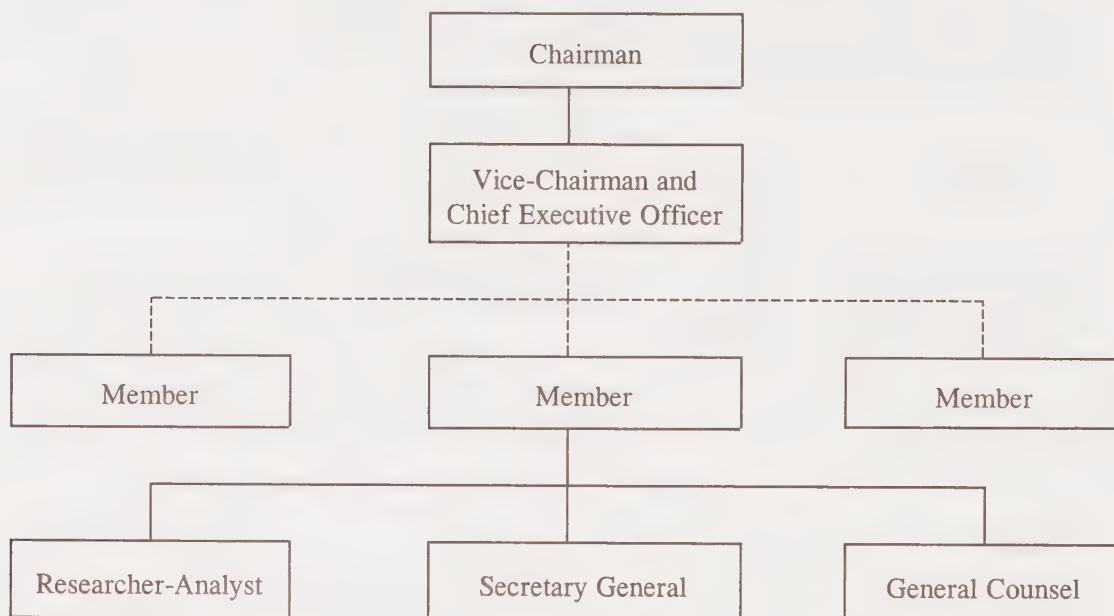 Chairman
Vice-Chairman and
Chief Executive Officer
Member
Member
Member
Researcher-Analyst
Secretary General
General Counsel